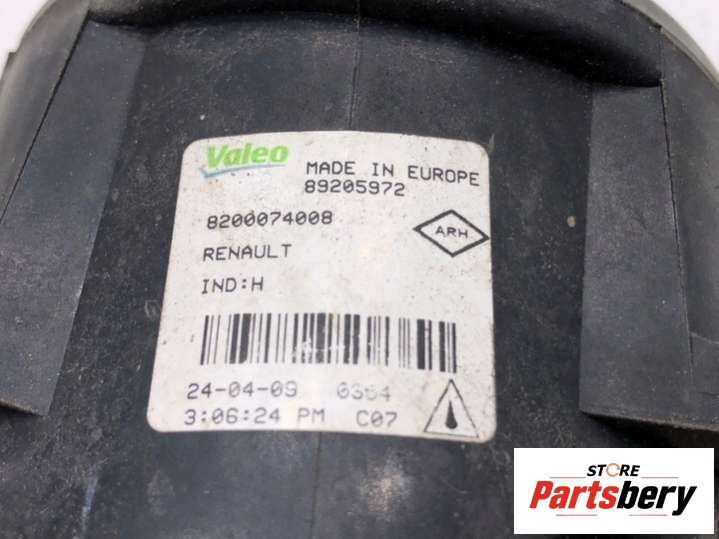 Valeo
MADE IN EUROPE
89205972
8200074008
ARH
RENAULT
IND:H
24-04-09
3:06:24 PM C07
STORE
Partsbery